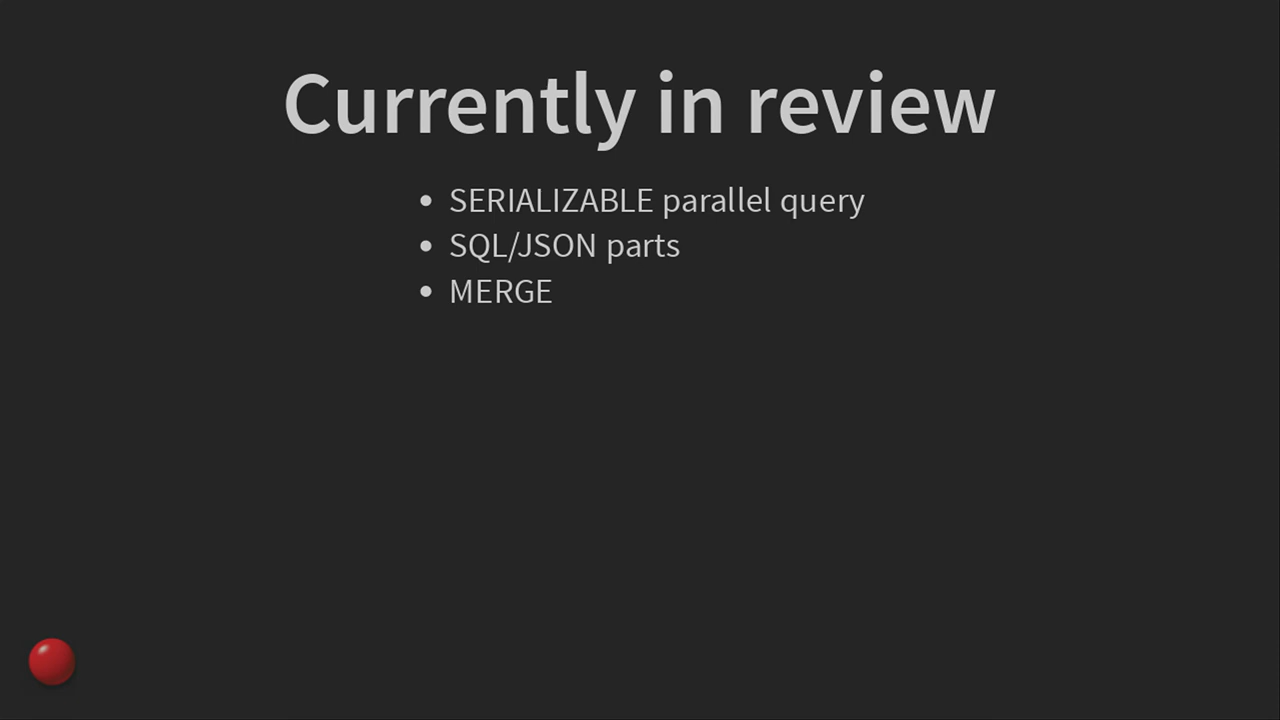 Currently in review
• SERIALIZABLE parallel query
• SQL/JSON parts
• MERGE